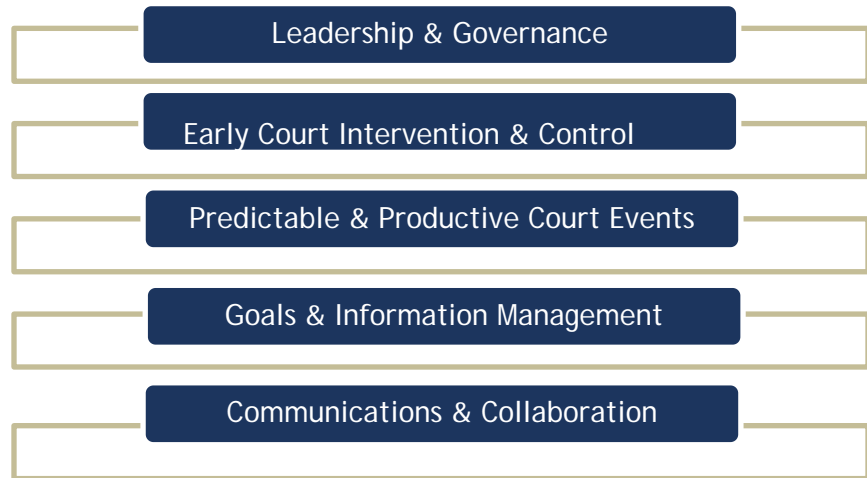 Leadership & Governance
Early Court Intervention & Control
Predictable & Productive Court Events
Goals & Information Management
Communications & Collaboration